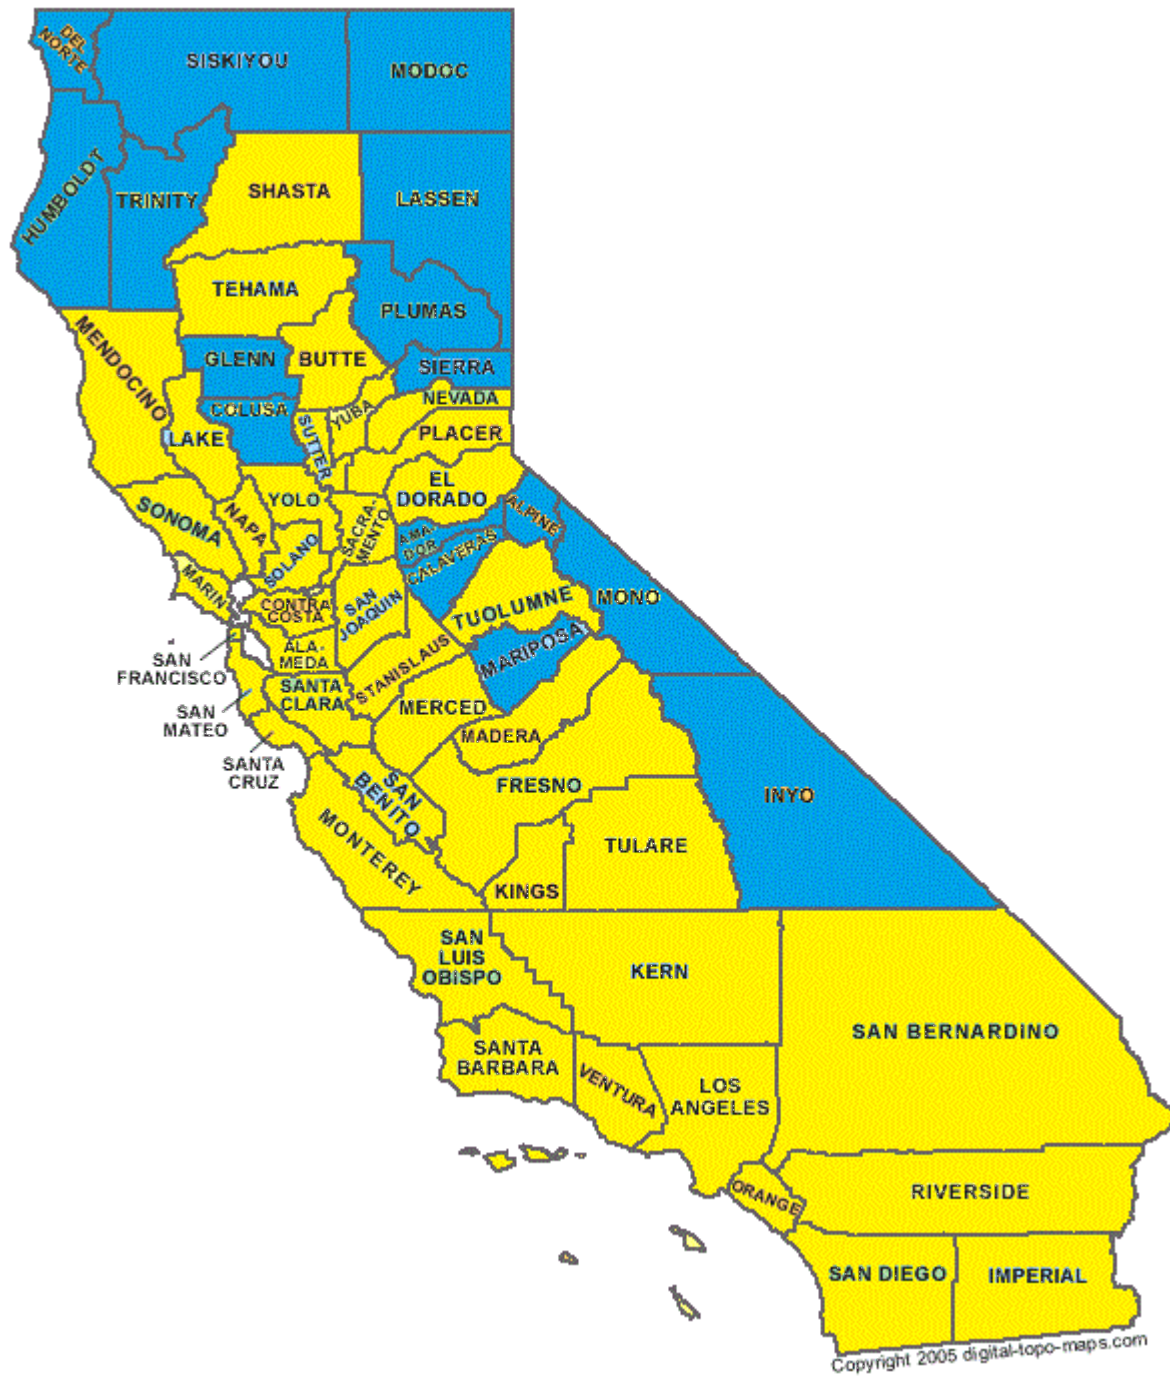 DEL
NORTE
SISKIYOU
MODOC
HUMBOLDT
TRINITY
SHASTA
LASSEN
TEHAMA
PLUMAS
MENDOCINO
GLENN
BUTTE
SIERRA
COLUSA
NEVADA
LAKE
SUTTER
YUBA
PLACER
EL
DORADO
SONOMA
NAPA
YOLO
SACRA-
MENTO
AMA-
DOR
ALPINE
SOLANO
CALAVERAS
MARIN
CONTRA
COSTA
SAN
JOAQUIN
TUOLUMNE
MONO
ALA-
MEDA
STANISLAUS
MARIPOSA
SAN
FRANCISCO
SANTA
CLARA
MERCED
SAN
MATEO
MADERA
SANTA
CRUZ
SAN
BENITO
FRESNO
INYO
MONTEREY
TULARE
KINGS
SAN
LUIS
OBISPO
KERN
SAN BERNARDINO
SANTA
BARBARA
VENTURA
LOS
ANGELES
ORANGE
RIVERSIDE
SAN DIEGO
IMPERIAL
Copyright 2005 digital-topo-maps.com